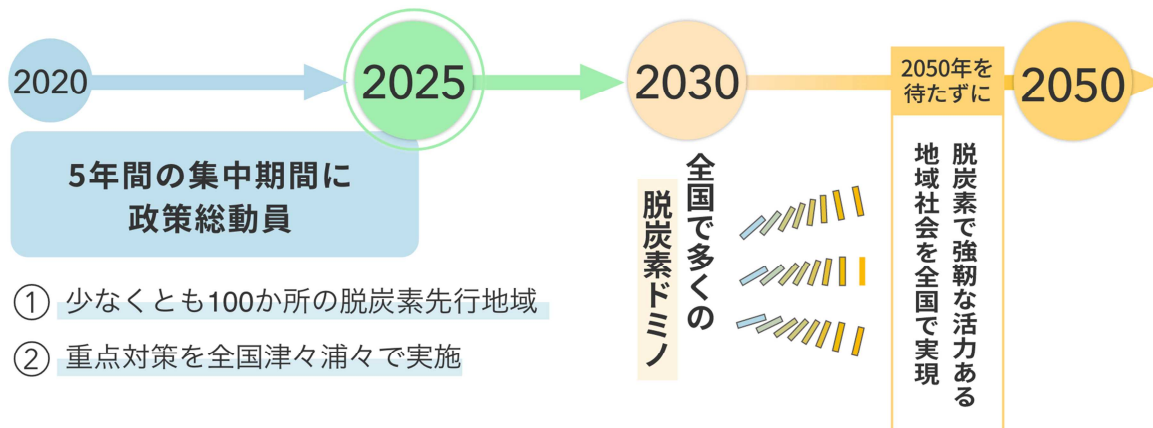 2020
2025
2030
2050年を
待たずに
2050
5年間の集中期間に
政策総動員
① 少なくとも100か所の脱炭素先行地域
② 重点対策を全国津々浦々で実施
全国で多くの
脱炭素ドミノ
脱炭素で強靭な活力ある
地域社会を全国で実現